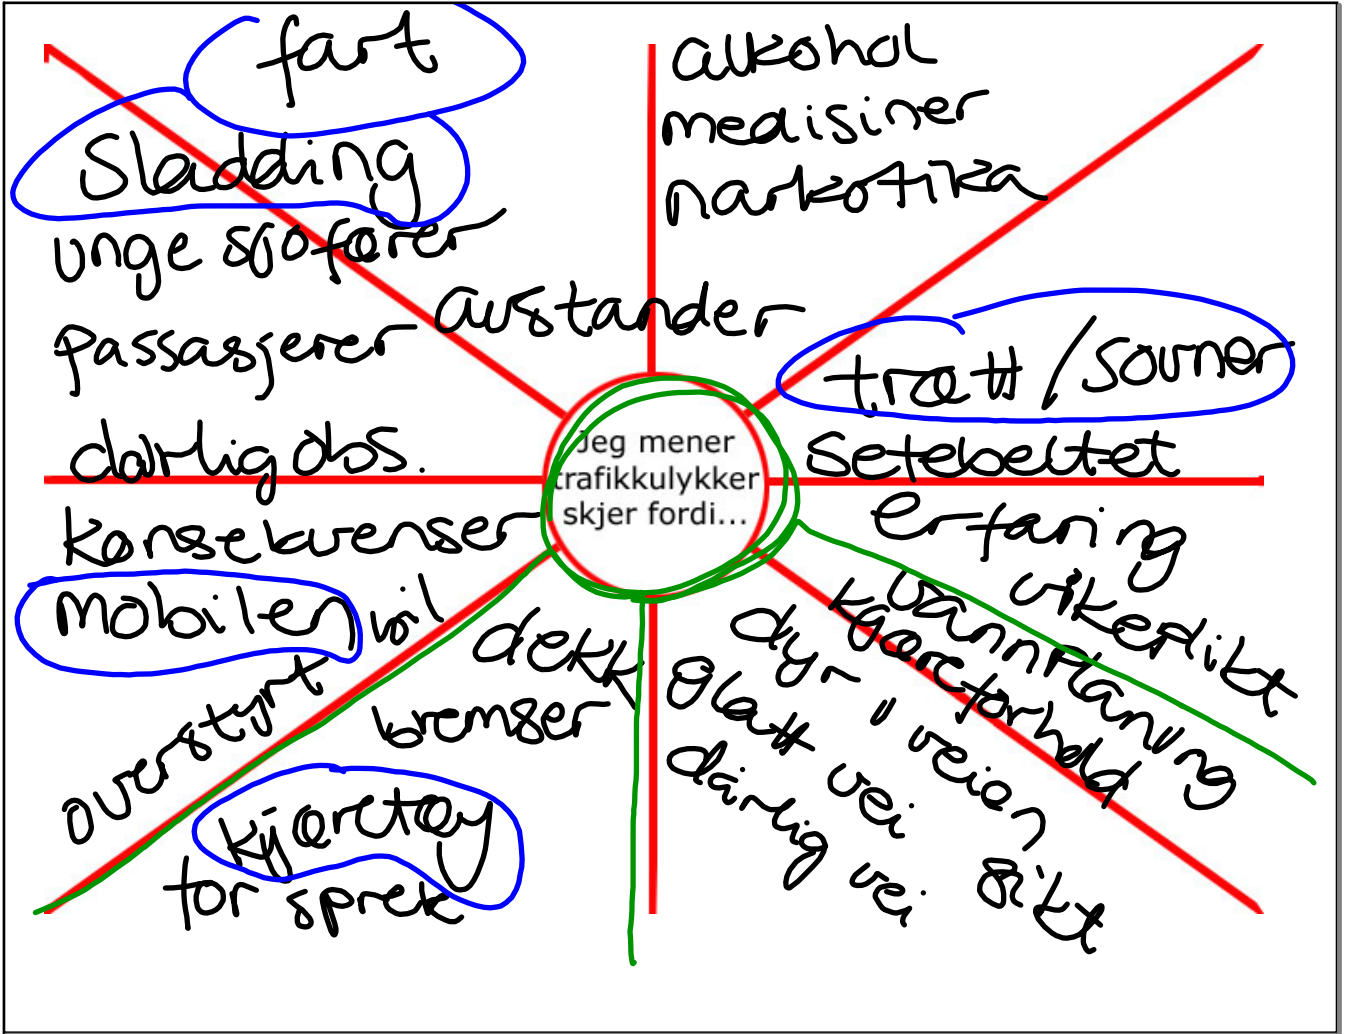 fart
Sladding
unge sjøfører
passasjerer
dårlig obs.
konsekvenser
mobilen
bil
overstyrt
alkohol
medisiner
narkotika
avstander
trøtt / sovner
setebeltet
erfaring
vikeplikt
Jeg mener
trafikkulykker
skjer fordi...
dekk
bremser
kjøretøy
for sprek
vannplaning
kjøreforhold
dyr i veien
glatt vei
sikt
dårlig vei